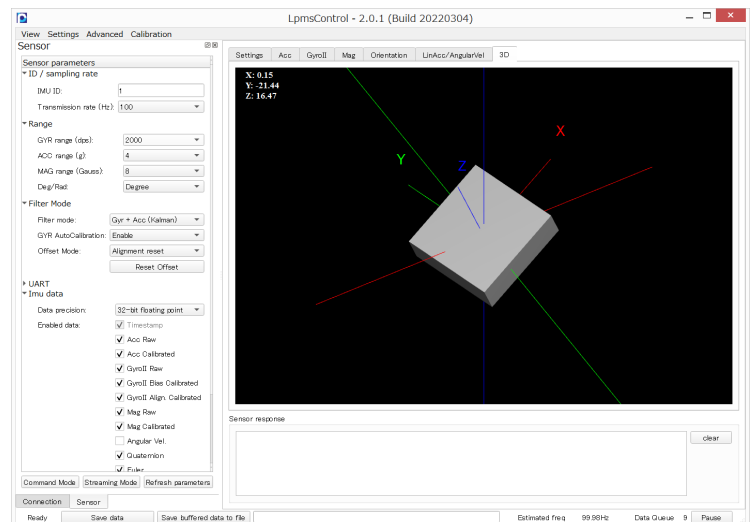 LpmsControl - 2.0.1 (Build 20220304)
View Settings Advanced Calibration
Sensor
Sensor parameters
ID / sampling rate
IMU ID: 1
Transmission rate (Hz): 100
Range
GYR range (dps): 2000
ACC range (g): 4
MAG range (Gauss): 8
Deg/Rad: Degree
Filter Mode
Filter mode: Gyr + Acc (Kalman)
GYR AutoCalibration: Enable
Offset Mode: Alignment reset
Reset Offset
UART
Imu data
Data precision: 32-bit floating point
Enabled data: Timestamp
Acc Raw
Acc Calibrated
GyroII Raw
GyroII Bias Calibrated
GyroII Align. Calibrated
Mag Raw
Mag Calibrated
Angular Vel.
Quaternion
Euler
Command Mode Streaming Mode Refresh parameters
Connection Sensor
Settings Acc GyroII Mag Orientation LinAcc/AngularVel 3D
X: 0.15
Y: -21.44
Z: 16.47
X
Y
Z
Sensor response
clear
Ready Save data Save buffered data to file Estimated freq 99.98Hz Data Queue 9 Pause